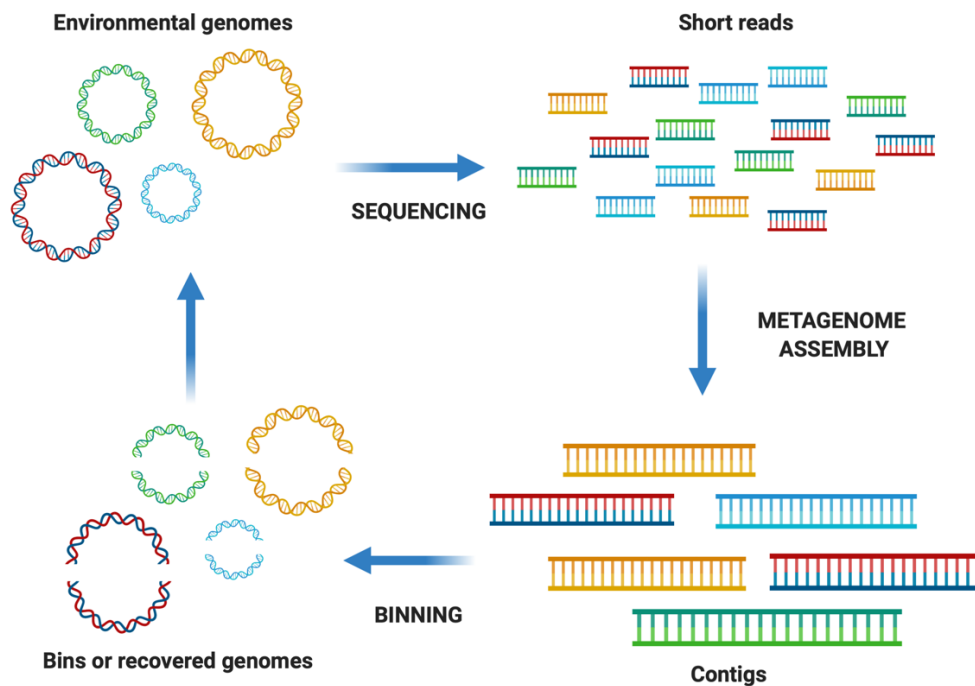 Environmental genomes
Short reads
SEQUENCING
METAGENOME
ASSEMBLY
Contigs
BINNING
Bins or recovered genomes